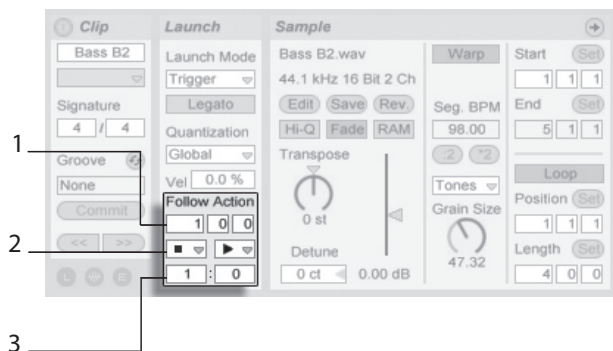 Clip
Bass B2
Signature
4 / 4
Groove
None
Commit
<< >>
Launch
Launch Mode
Trigger
Legato
Quantization
Global
Vel 0.0 %
Follow Action
1 0 0
1 : 0
1
2
3
Sample
Bass B2.wav
44.1 kHz 16 Bit 2 Ch
Edit Save Rev.
Hi-Q Fade RAM
Transpose
0 st
Detune
0 ct 0.00 dB
Warp
Seg. BPM
98.00
:2 *2
Tones
Grain Size
47.32
Start Set
1 1 1
End Set
5 1 1
Loop
Position Set
1 1 1
Length Set
4 0 0